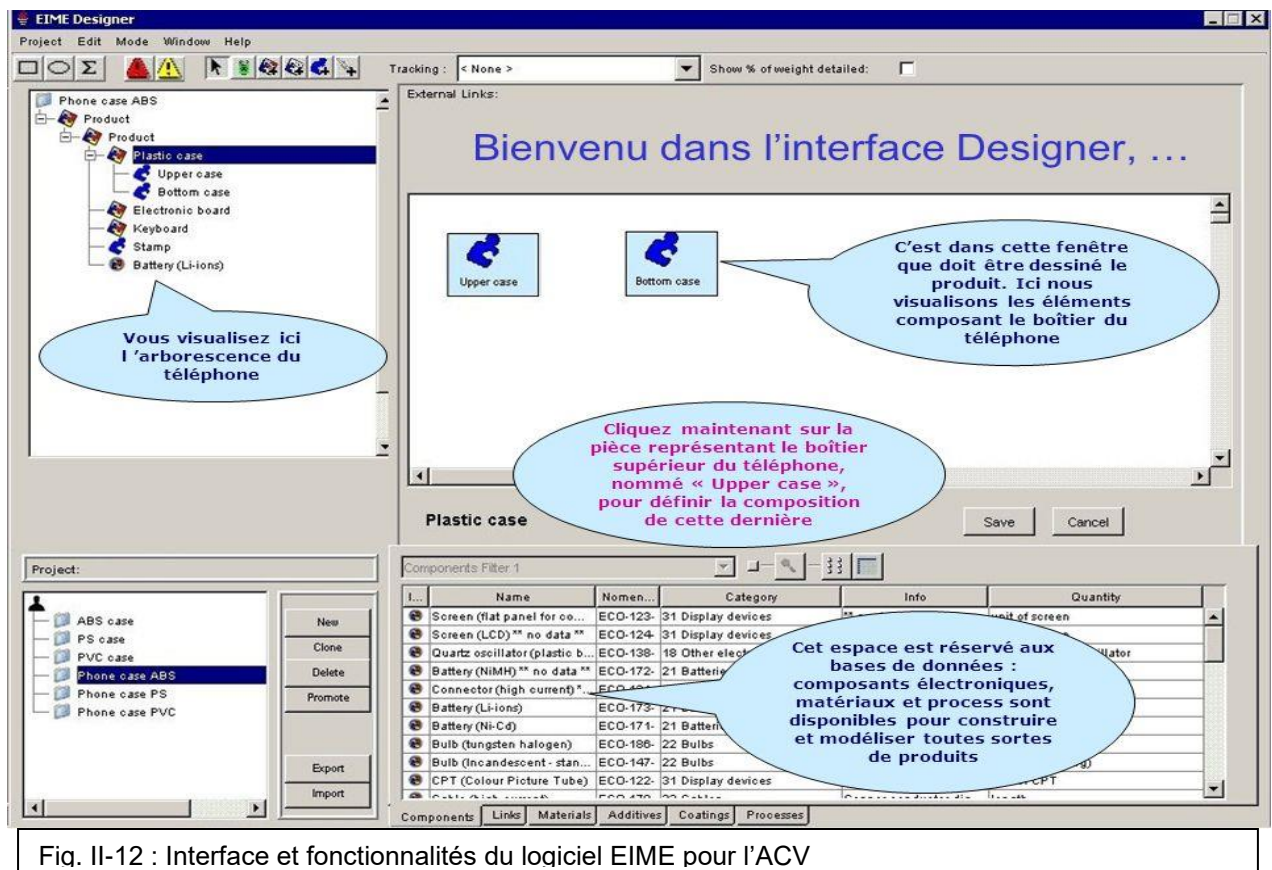 EIME Designer
Project Edit Mode Window Help
Tracking : < None > Show % of weight detailed:
Phone case ABS
Product
Product
Plastic case
Upper case
Bottom case
Electronic board
Keyboard
Stamp
Battery (Li-ions)
Vous visualisez ici
l ’arborescence du
téléphone
External Links:
Bienvenu dans l’interface Designer, …
Upper case
Bottom case
C’est dans cette fenêtre
que doit être dessiné le
produit. Ici nous
visualisons les éléments
composant le boîtier du
téléphone
Cliquez maintenant sur la
pièce représentant le boîtier
supérieur du téléphone,
nommé « Upper case »,
pour définir la composition
de cette dernière
Plastic case
Save Cancel
Project:
ABS case
PS case
PVC case
Phone case ABS
Phone case PS
Phone case PVC
New
Clone
Delete
Promote
Export
Import
Components Filter 1
I... Name Nomen... Category Info Quantity
Screen (flat panel for co... ECO-123- 31 Display devices unit of screen
Screen (LCD) ** no data ** ECO-124- 31 Display devices
Quartz oscillator (plastic b... ECO-138- 18 Other elect
Battery (NiMH) ** no data ** ECO-172- 21 Batterie
Connector (high current) *...
Battery (Li-ions) ECO-173-
Battery (Ni-Cd) ECO-171- 21 Batter
Bulb (tungsten halogen) ECO-186- 22 Bulbs
Bulb (Incandescent - stan... ECO-147- 22 Bulbs
CPT (Colour Picture Tube) ECO-122- 31 Display devices CPT
Cet espace est réservé aux
bases de données :
composants électroniques,
matériaux et process sont
disponibles pour construire
et modéliser toutes sortes
de produits
Components Links Materials Additives Coatings Processes
Fig. II-12 : Interface et fonctionnalités du logiciel EIME pour l’ACV